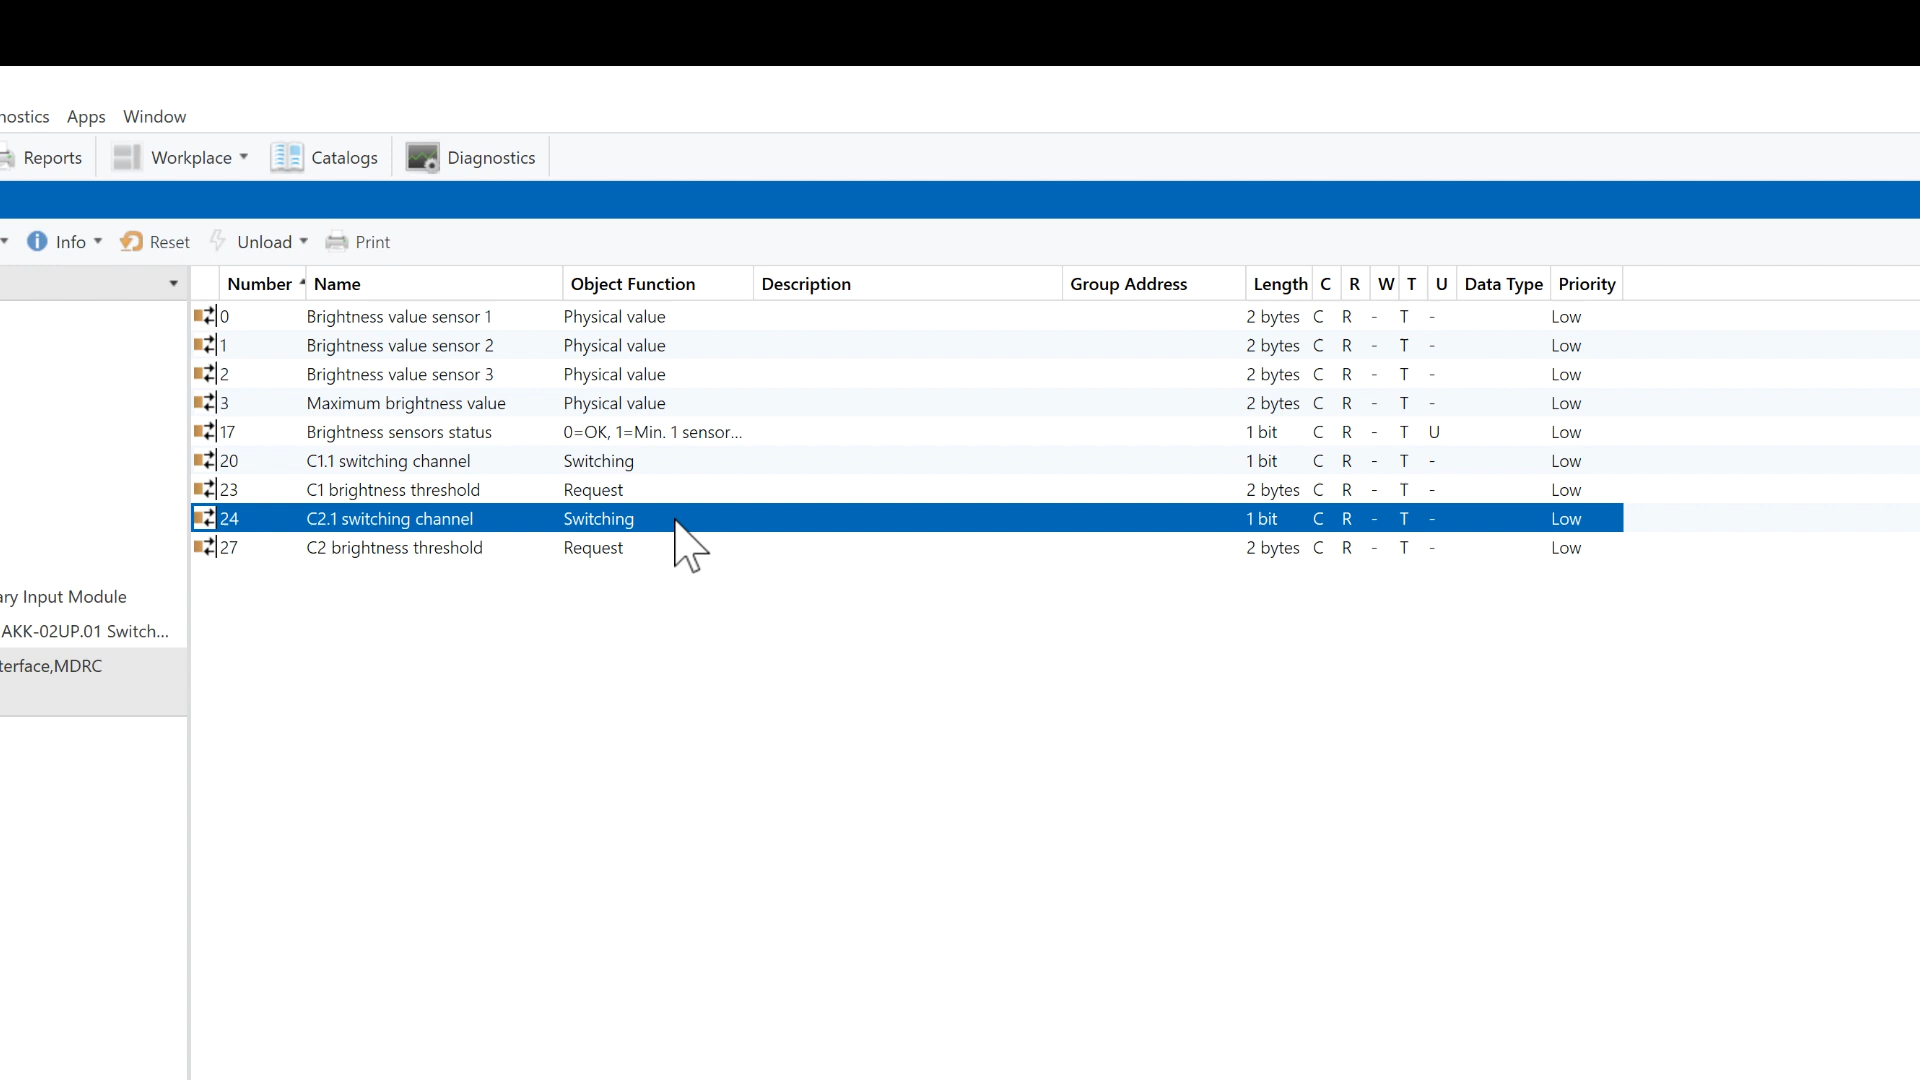 nostics Apps Window
Reports Workplace Catalogs Diagnostics
Info Reset Unload Print
Number Name Object Function Description Group Address Length C R W T U Data Type Priority
0 Brightness value sensor 1 Physical value 2 bytes C R - T - Low
1 Brightness value sensor 2 Physical value 2 bytes C R - T - Low
2 Brightness value sensor 3 Physical value 2 bytes C R - T - Low
3 Maximum brightness value Physical value 2 bytes C R - T - Low
17 Brightness sensors status 0=OK, 1=Min. 1 sensor... 1 bit C R - T U Low
20 C1.1 switching channel Switching 1 bit C R - T - Low
23 C1 brightness threshold Request 2 bytes C R - T - Low
24 C2.1 switching channel Switching 1 bit C R - T - Low
27 C2 brightness threshold Request 2 bytes C R - T - Low
ary Input Module
AKK-02UP.01 Switch...
terface,MDRC